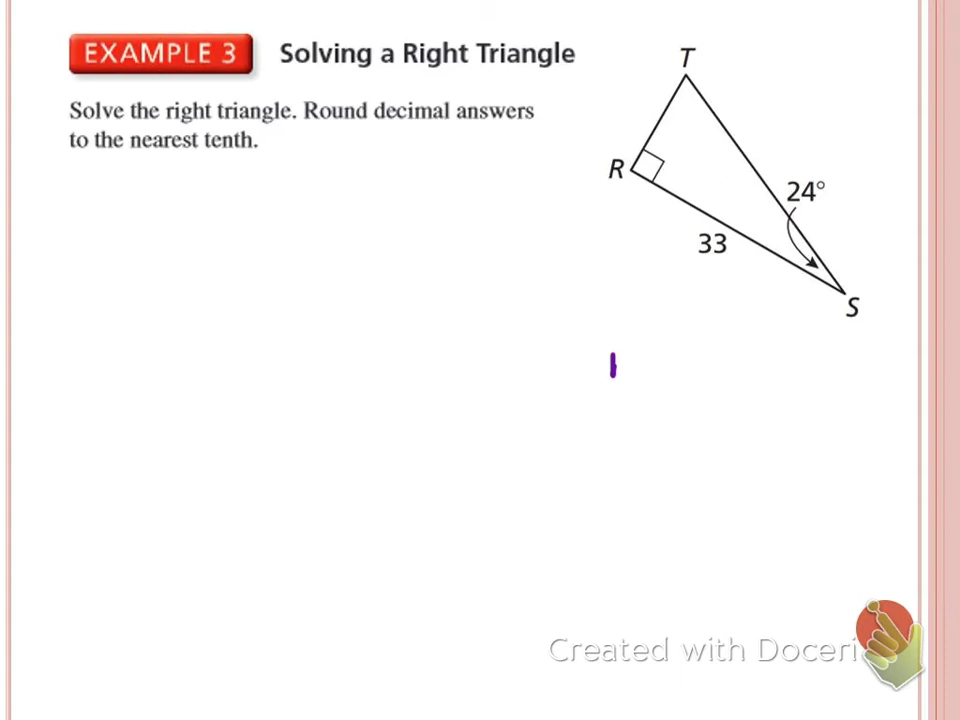 EXAMPLE 3 Solving a Right Triangle
Solve the right triangle. Round decimal answers
to the nearest tenth.
T
R
24°
33
S
Created with Doceri